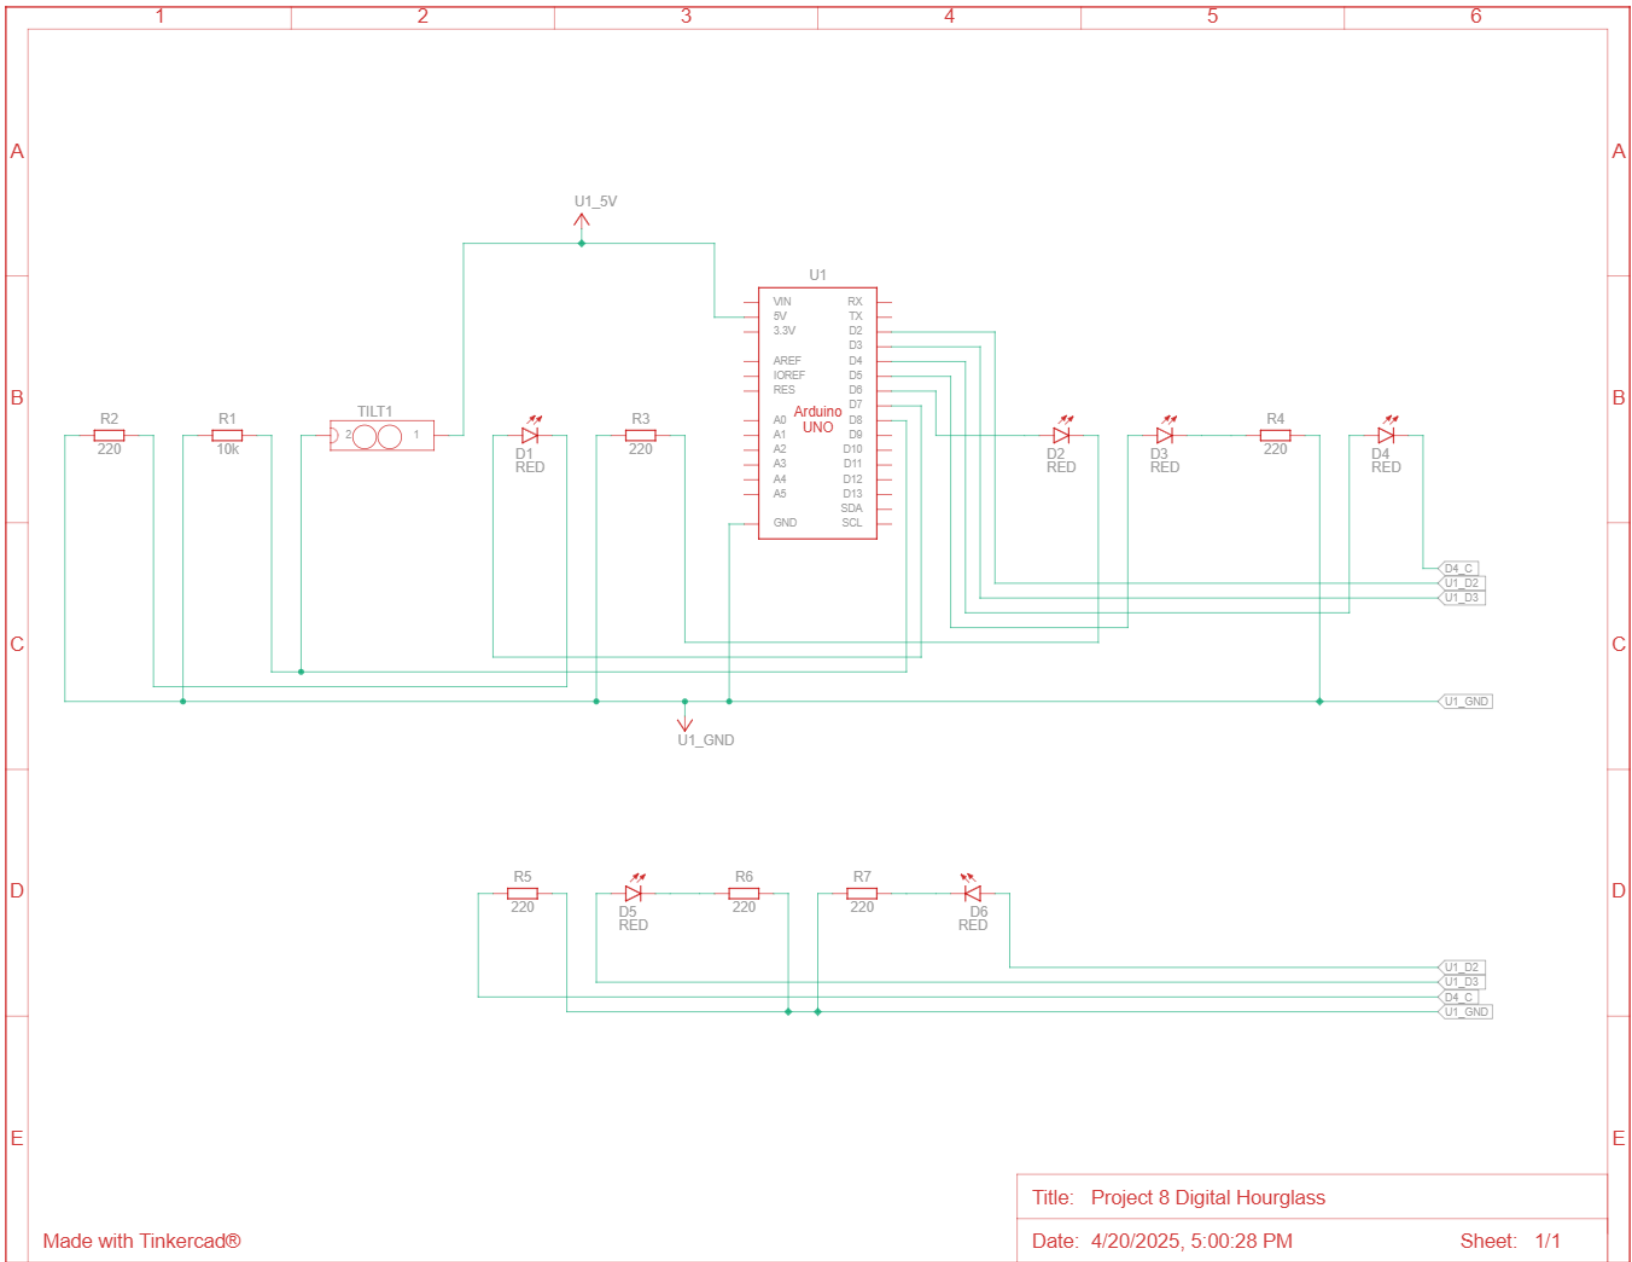 1 2 3 4 5 6
A A
U1_5V
U1
VIN RX
5V TX
3.3V D2
D3
AREF D4
IOREF D5
RES D6
D7
A0 D8
A1 D9
A2 D10
A3 D11
A4 D12
A5 D13
SDA
GND SCL
Arduino
UNO
B B
R2
220
R1
10k
TILT1
2 1
D1
RED
R3
220
D2
RED
D3
RED
R4
220
D4
RED
D4_C
U1_D2
U1_D3
C C
U1_GND
U1_GND
D D
R5
220
D5
RED
R6
220
R7
220
D6
RED
U1_D2
U1_D3
D4_C
U1_GND
E E
Title: Project 8 Digital Hourglass
Made with Tinkercad®
Date: 4/20/2025, 5:00:28 PM Sheet: 1/1